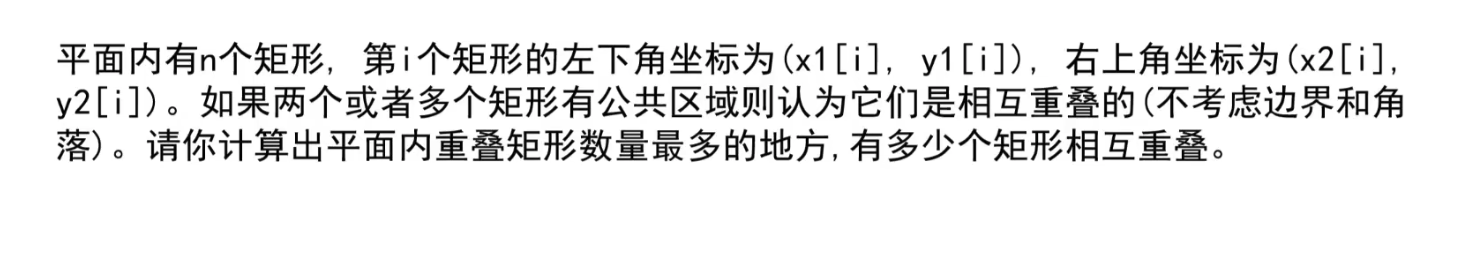 平面内有n个矩形, 第i个矩形的左下角坐标为(x1[i], y1[i]), 右上角坐标为(x2[i],
y2[i])。如果两个或者多个矩形有公共区域则认为它们是相互重叠的(不考虑边界和角
落)。请你计算出平面内重叠矩形数量最多的地方,有多少个矩形相互重叠。